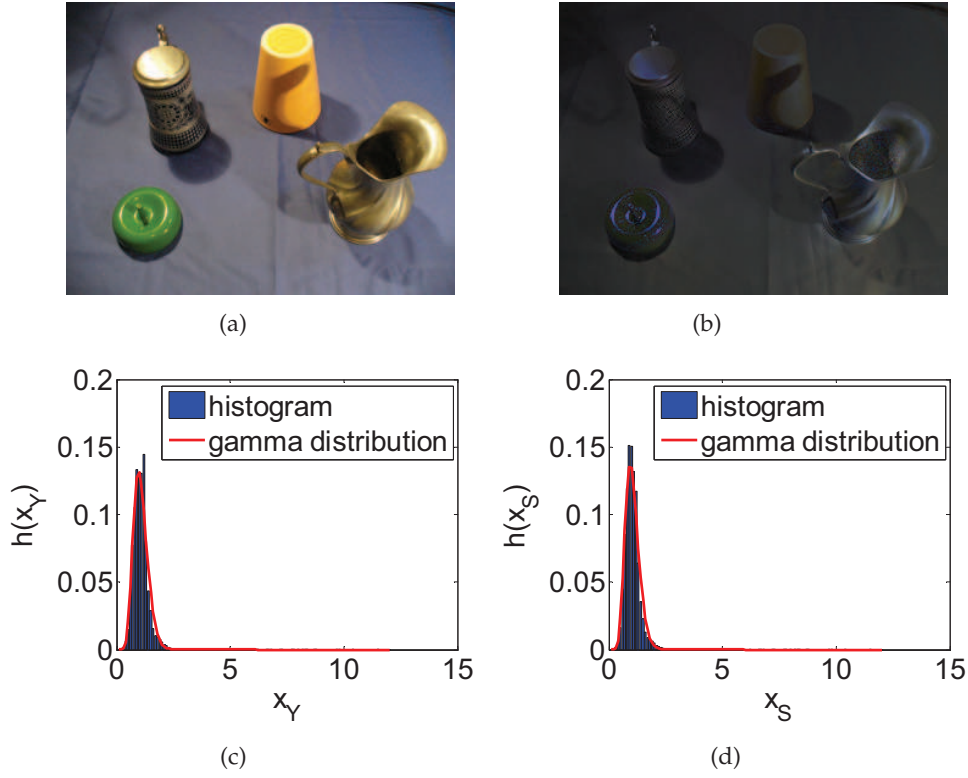 (a)
(b)
0.2
0.15
0.1
0.05
0
h(x_Y)
histogram
gamma distribution
0
5
10
15
x_Y
(c)
0.2
0.15
0.1
0.05
0
h(x_S)
histogram
gamma distribution
0
5
10
15
x_S
(d)